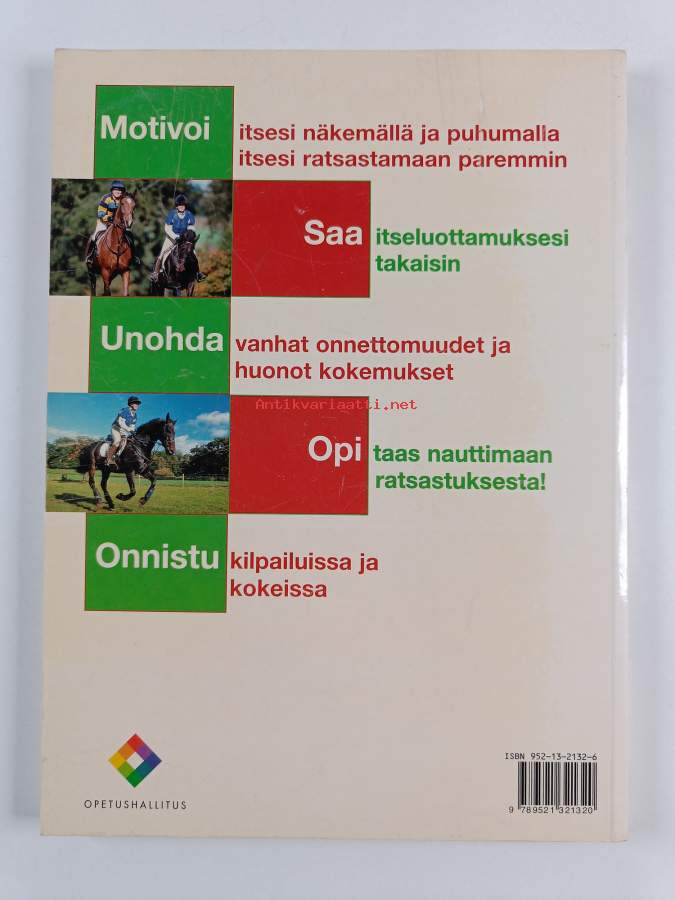 Motivoi itsesi näkemällä ja puhumalla
itsesi ratsastamaan paremmin
Saa itseluottamuksesi
takaisin
Unohda vanhat onnettomuudet ja
huonot kokemukset
Antikvariaatti.net
Opi taas nauttimaan
ratsastuksesta!
Onnistu kilpailuissa ja
kokeissa
OPETUSHALLITUS
ISBN 952-13-2132-6
9 789521 321320